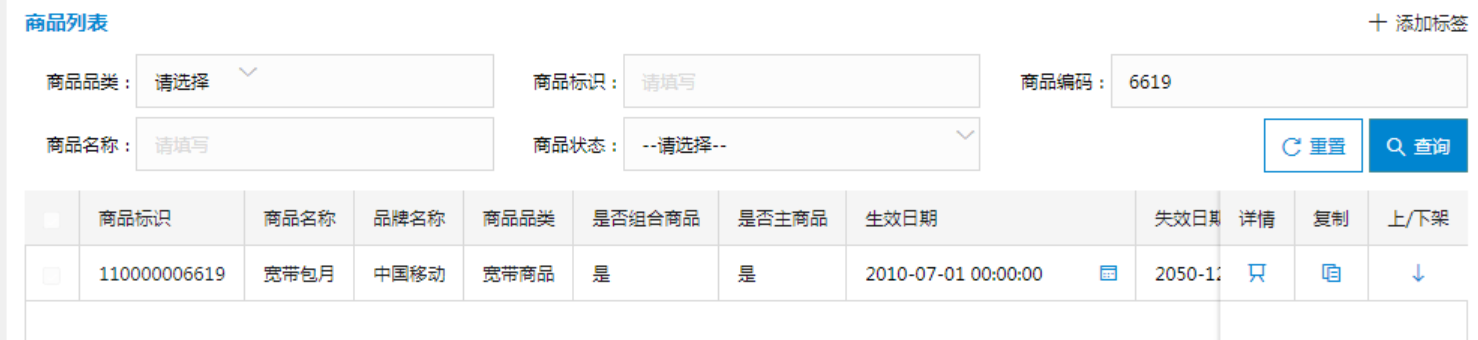 商品列表 十 添加标签
商品品类： 请选择 商品标识： 请填写 商品编码： 6619
商品名称： 请填写 商品状态： --请选择-- 重置 查询
商品标识 商品名称 品牌名称 商品品类 是否组合商品 是否主商品 生效日期 失效日期 详情 复制 上/下架
110000006619 宽带包月 中国移动 宽带商品 是 是 2010-07-01 00:00:00 2050-12